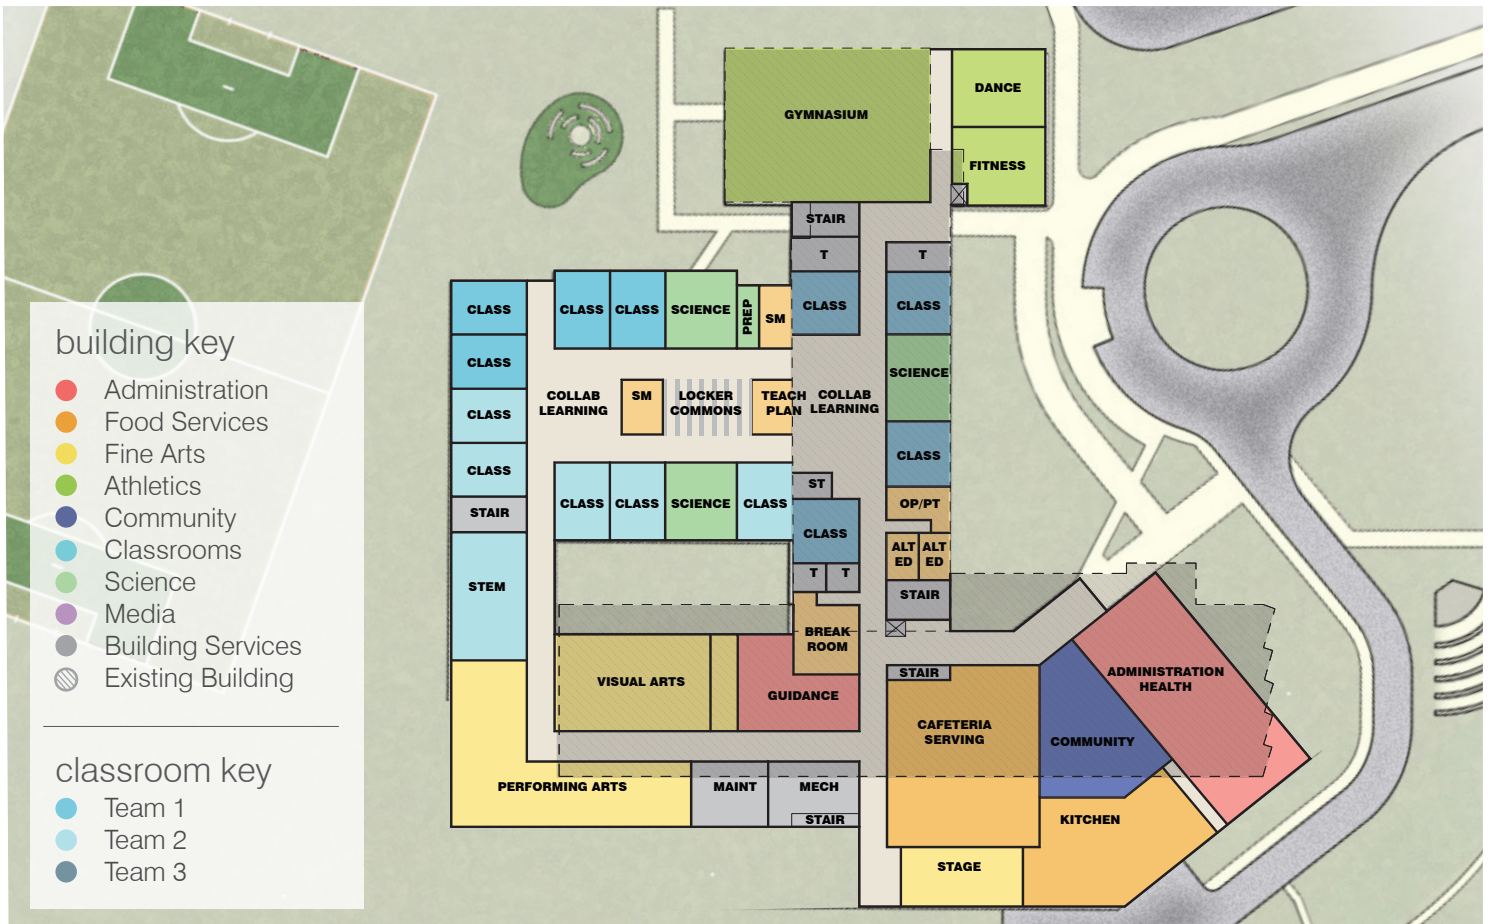 GYMNASIUM
DANCE
FITNESS
STAIR
T
T
CLASS
CLASS
CLASS
SCIENCE
PREP
SM
CLASS
CLASS
CLASS
SCIENCE
COLLAB
LEARNING
SM
LOCKER
COMMONS
TEACH
PLAN
COLLAB
LEARNING
CLASS
CLASS
CLASS
ST
CLASS
CLASS
SCIENCE
CLASS
OP/PT
STAIR
CLASS
ALT
ED
ALT
ED
STEM
T
T
STAIR
BREAK
ROOM
STAIR
VISUAL ARTS
GUIDANCE
ADMINISTRATION
HEALTH
CAFETERIA
SERVING
COMMUNITY
PERFORMING ARTS
MAINT
MECH
STAIR
KITCHEN
STAGE
building key
Administration
Food Services
Fine Arts
Athletics
Community
Classrooms
Science
Media
Building Services
Existing Building
classroom key
Team 1
Team 2
Team 3